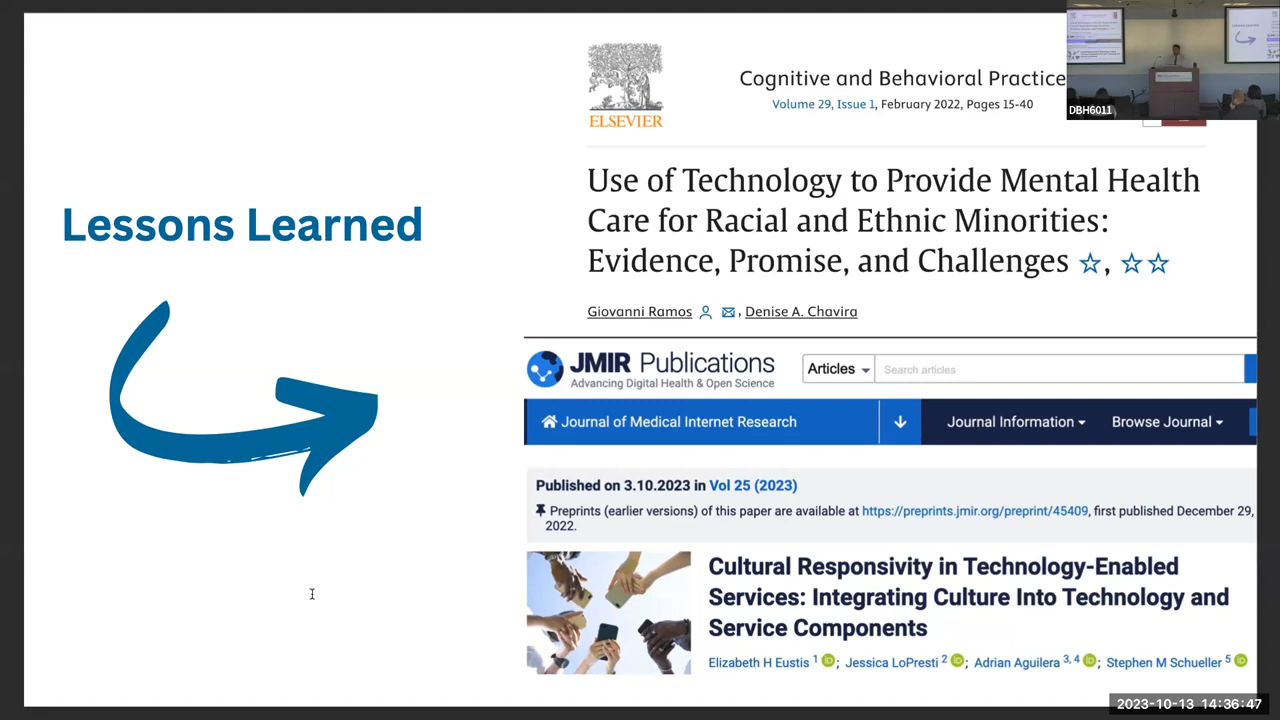 Lessons Learned
ELSEVIER
Cognitive and Behavioral Practice
Volume 29, Issue 1, February 2022, Pages 15-40
Use of Technology to Provide Mental Health
Care for Racial and Ethnic Minorities:
Evidence, Promise, and Challenges ☆, ☆☆
Giovanni Ramos , Denise A. Chavira
JMIR Publications
Advancing Digital Health & Open Science
Articles
Search articles
Journal of Medical Internet Research
Journal Information
Browse Journal
Published on 3.10.2023 in Vol 25 (2023)
Preprints (earlier versions) of this paper are available at https://preprints.jmir.org/preprint/45409, first published December 29,
2022.
Cultural Responsivity in Technology-Enabled
Services: Integrating Culture Into Technology and
Service Components
Elizabeth H Eustis 1 iD; Jessica LoPresti 2 iD; Adrian Aguilera 3, 4 iD; Stephen M Schueller 5 iD
DBH6011
2023-10-13 14:36:47